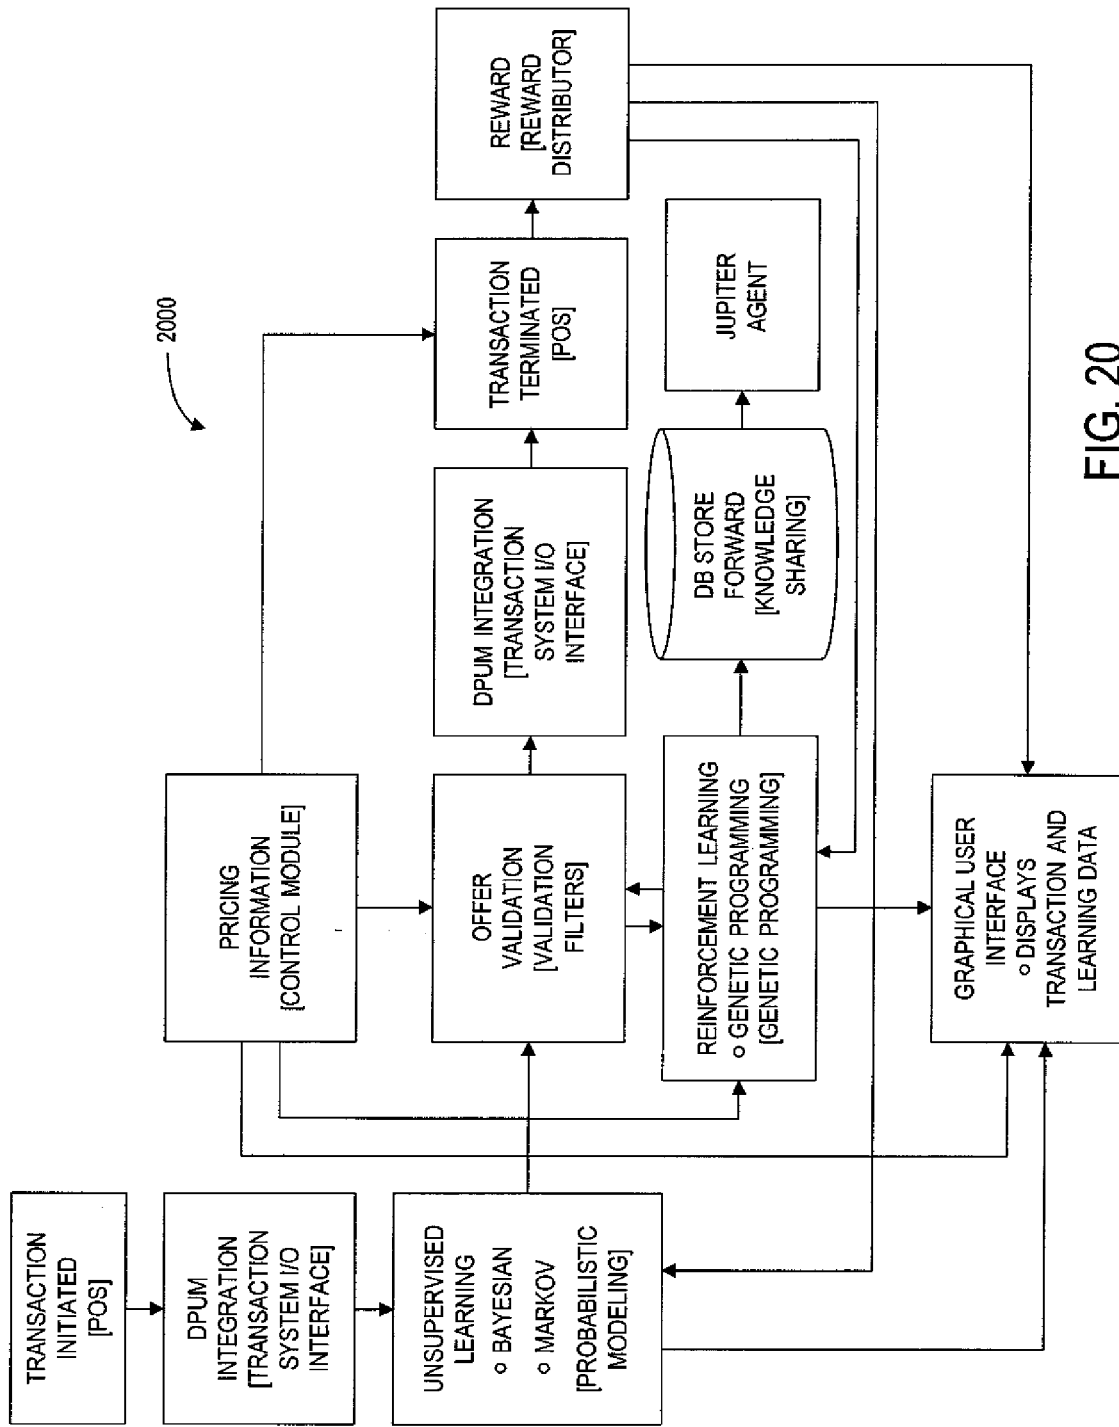 TRANSACTION
INITIATED
[POS]
DPUM
INTEGRATION
[TRANSACTION
SYSTEM I/O
INTERFACE]
UNSUPERVISED
LEARNING
○ BAYESIAN
○ MARKOV
[PROBABILISTIC
MODELING]
PRICING
INFORMATION
[CONTROL MODULE]
OFFER
VALIDATION
[VALIDATION
FILTERS]
REINFORCEMENT LEARNING
○ GENETIC PROGRAMMING
[GENETIC PROGRAMMING]
GRAPHICAL USER
INTERFACE
○ DISPLAYS
TRANSACTION AND
LEARNING DATA
DPUM INTEGRATION
[TRANSACTION
SYSTEM I/O
INTERFACE]
DB STORE
FORWARD
[KNOWLEDGE
SHARING]
2000
TRANSACTION
TERMINATED
[POS]
JUPITER
AGENT
REWARD
[REWARD
DISTRIBUTOR]
FIG. 20